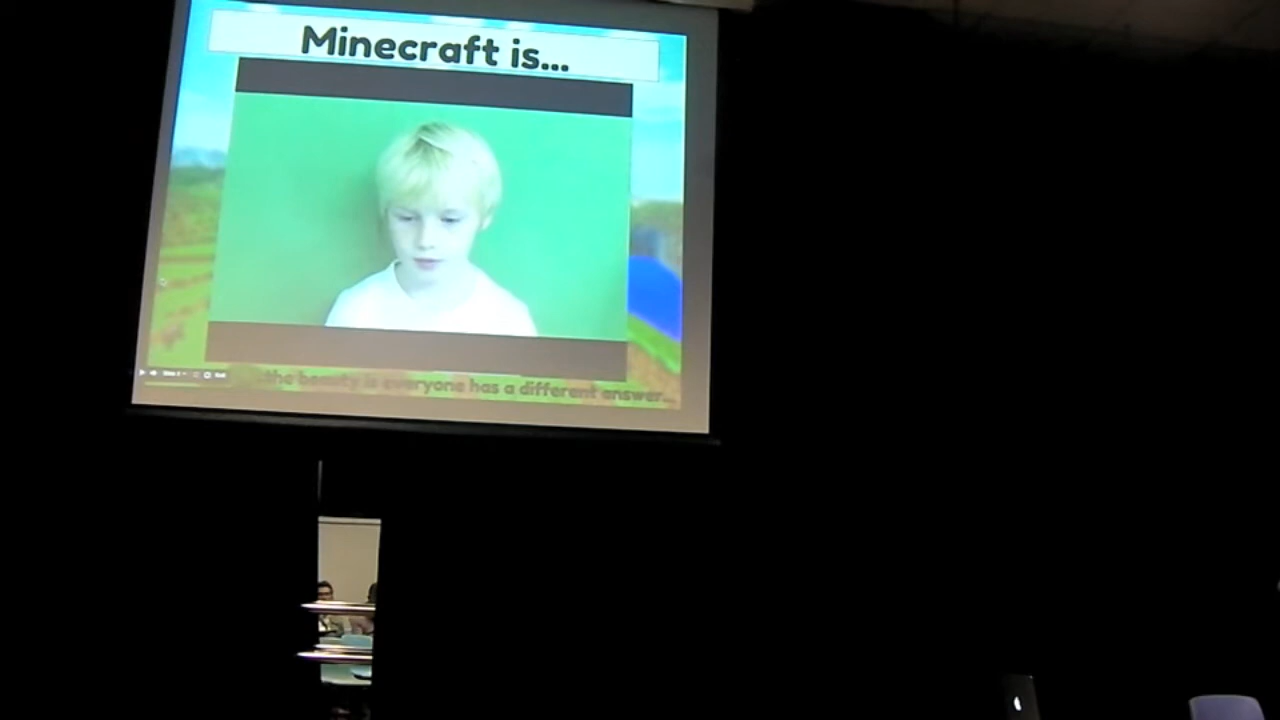 Minecraft is...
...the beauty is everyone has a different answer...